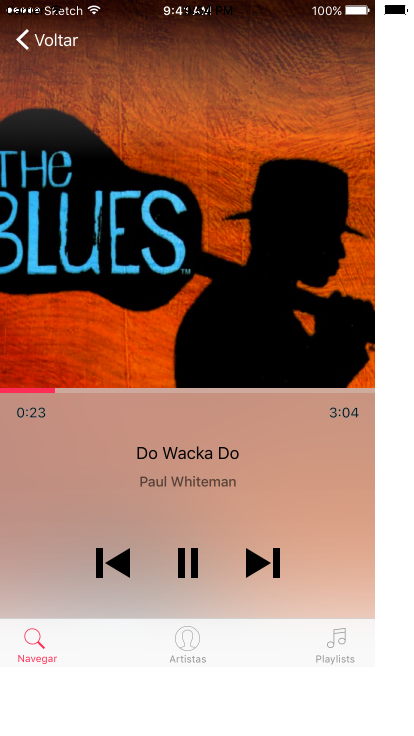 Sketch 9:41 AM 100%
Voltar
THE
BLUES™
0:23 3:04
Do Wacka Do
Paul Whiteman
Navegar Artistas Playlists